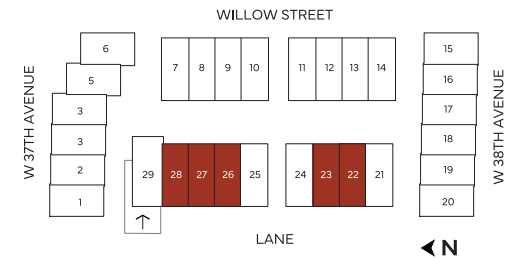 WILLOW STREET
6
5
3
3
2
1
W 37TH AVENUE
7 8 9 10
11 12 13 14
15
16
17
18
19
20
W 38TH AVENUE
29 28 27 26 25
24 23 22 21
LANE
N